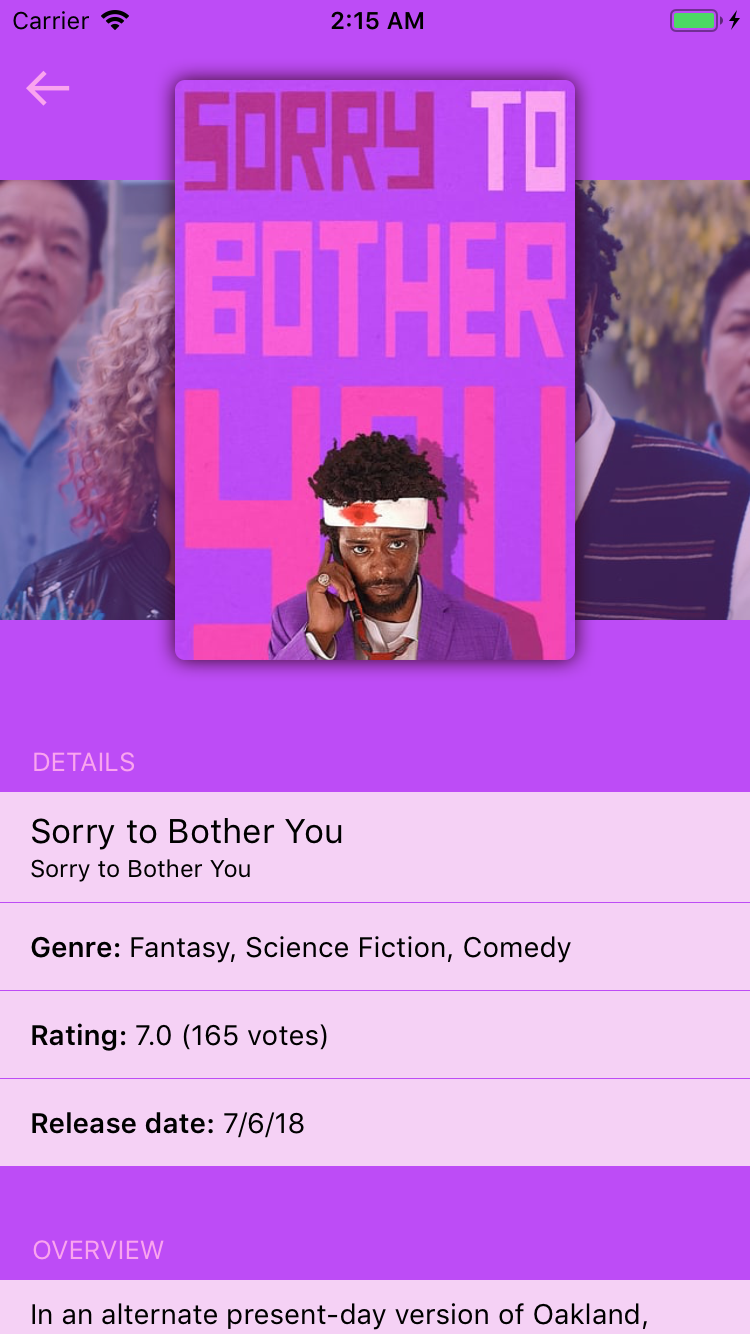 Carrier 2:15 AM
SORRY TO
BOTHER
YOU
DETAILS
Sorry to Bother You
Sorry to Bother You
Genre: Fantasy, Science Fiction, Comedy
Rating: 7.0 (165 votes)
Release date: 7/6/18
OVERVIEW
In an alternate present-day version of Oakland,